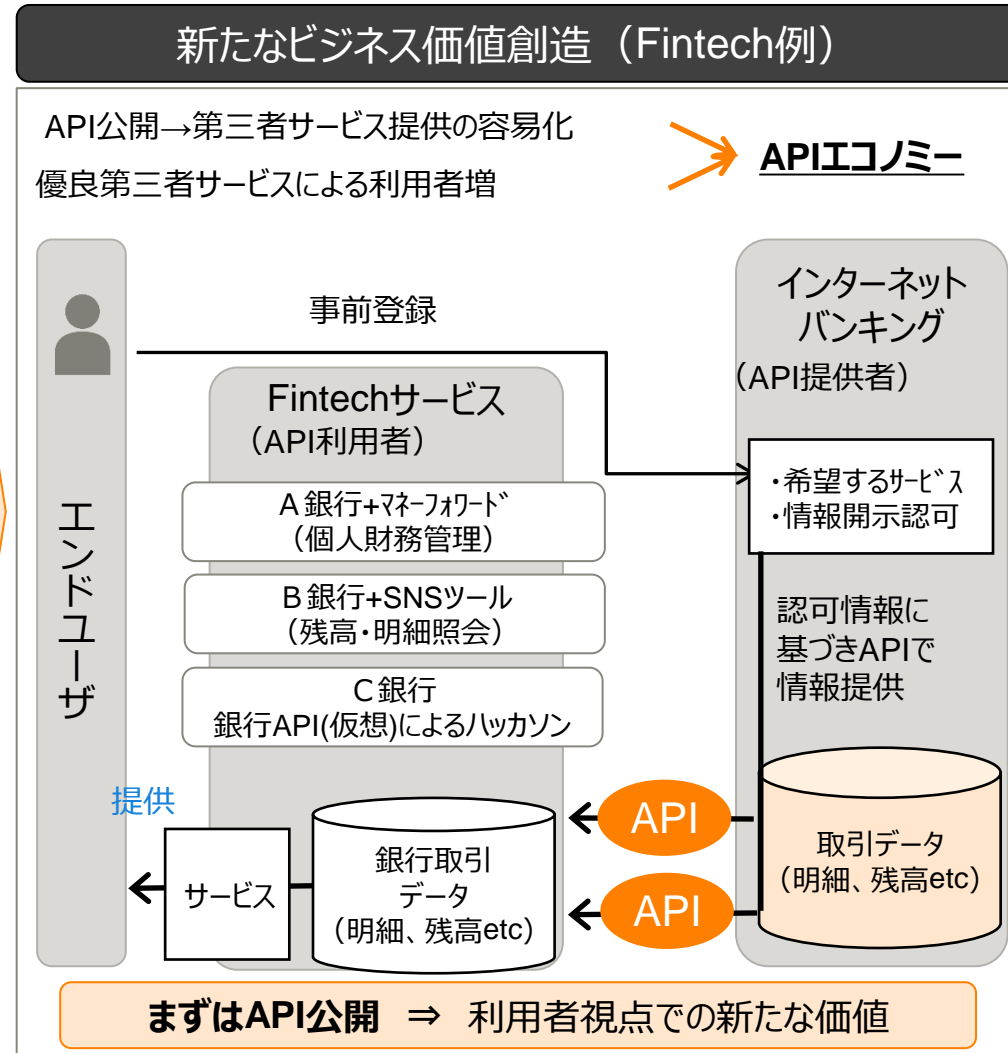 新たなビジネス価値創造（Fintech例）
API公開→第三者サービス提供の容易化
優良第三者サービスによる利用者増
APIエコノミー
エンドユーザ
事前登録
インターネット
バンキング
（API提供者）
Fintechサービス
（API利用者）
・希望するｻｰﾋﾞｽ
・情報開示認可
A 銀行+ﾏﾈｰﾌｫﾜｰﾄﾞ
（個人財務管理）
B 銀行+SNSツール
（残高・明細照会）
C 銀行
銀行API(仮想)によるハッカソン
認可情報に
基づきAPIで
情報提供
提供
サービス
銀行取引
データ
（明細、残高etc）
API
API
取引データ
（明細、残高etc）
まずはAPI公開 ⇒ 利用者視点での新たな価値